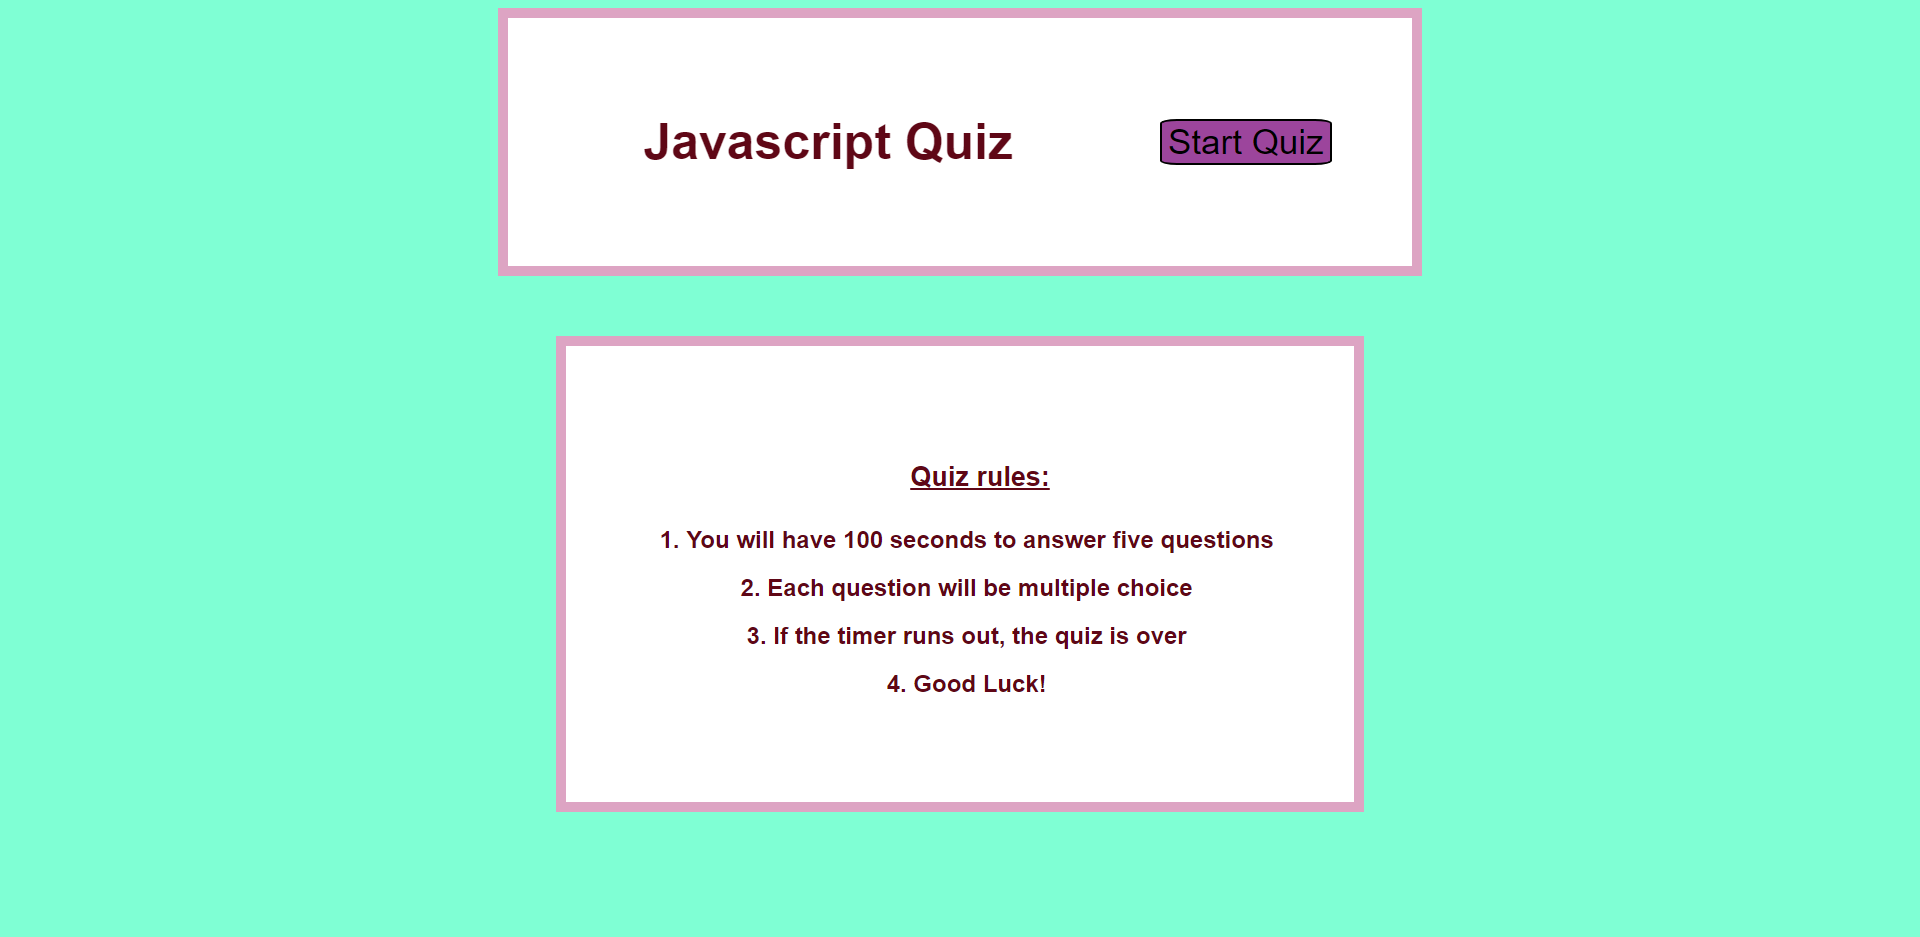 Javascript Quiz
Start Quiz
Quiz rules:
1. You will have 100 seconds to answer five questions
2. Each question will be multiple choice
3. If the timer runs out, the quiz is over
4. Good Luck!